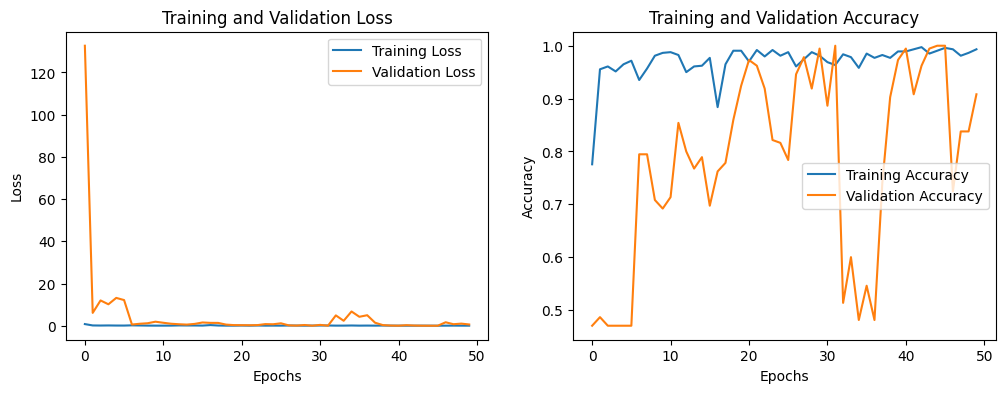 Training and Validation Loss
Training Loss
Validation Loss
120
100
80
60
40
20
0
Loss
0
10
20
30
40
50
Epochs
Training and Validation Accuracy
1.0
0.9
0.8
0.7
0.6
0.5
Accuracy
Training Accuracy
Validation Accuracy
0
10
20
30
40
50
Epochs